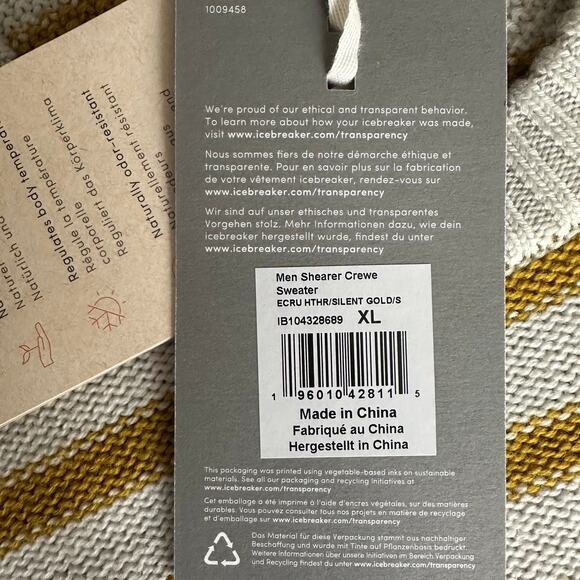 1009458
We're proud of our ethical and transparent behavior.
To learn more about how your icebreaker was made,
visit www.icebreaker.com/transparency
Nous sommes fiers de notre démarche éthique et
transparente. Pour en savoir plus sur la fabrication
de votre vêtement icebreaker, rendez-vous sur
www.icebreaker.com/transparency
Wir sind auf unser ethisches und transparentes
Vorgehen stolz. Mehr Informationen dazu, wie dein
icebreaker hergestellt wurde, findest du unter
www.icebreaker.com/transparency
Men Shearer Crewe
Sweater
ECRU HTHR/SILENT GOLD/S
IB104328689 XL
1 96010 42811 5
Made in China
Fabriqué au China
Hergestellt in China
This packaging was printed using vegetable-based inks on sustainable
materials. See all our packaging and recycling Initiatives at
www.icebreaker.com/transparency
Cet emballage a été imprimé à l'aide d'encres végétales, sur des matières
durables. Vous pouvez consulter tous nos projets en matière de recyclage
et d'emballage sur www.icebreaker.com/transparency
Das Material für diese Verpackung stammt aus nachhaltiger
Beschaffung und wurde mit Tinte auf Pflanzenbasis bedruckt.
Weitere Informationen über unsere Initiativen im Bereich Verpackung
und Recycling findest du unter www.icebreaker.com/transparency
Naturally odor-resistant
Naturellement résistant
Regulates body tempera
Régule la température
corporelle
Reguliert das Körperklima
Natürlich und